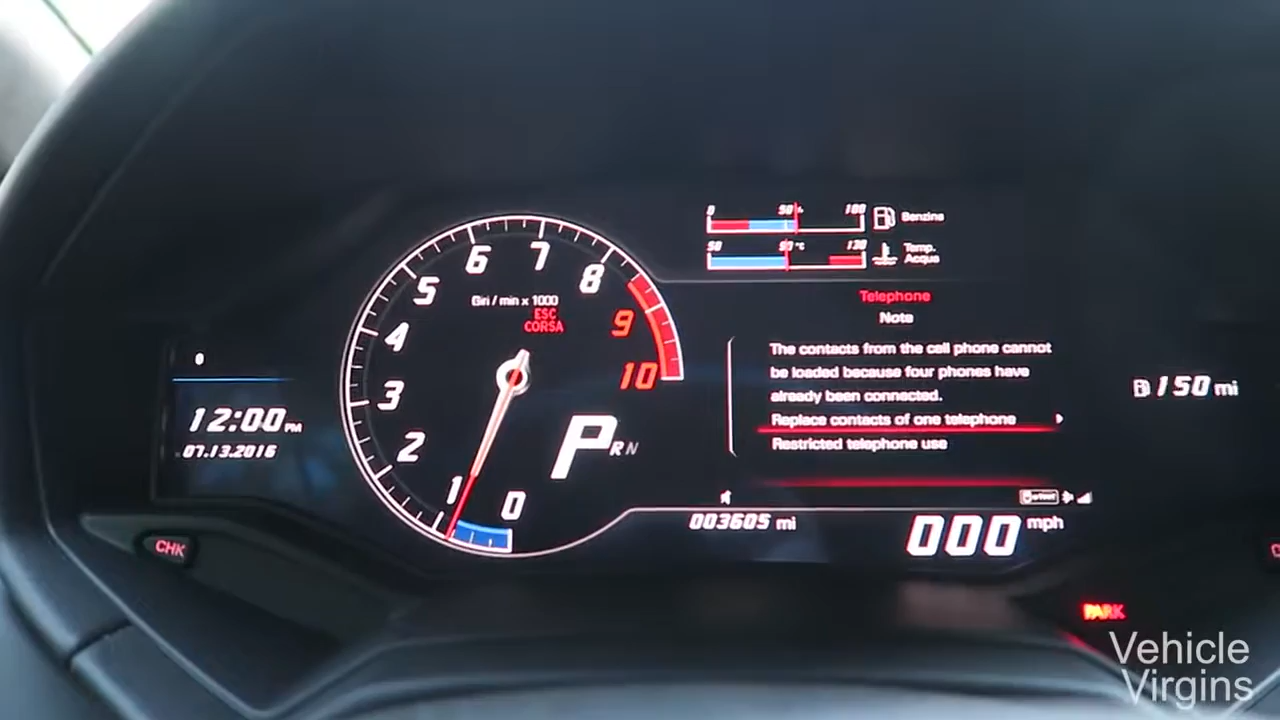 0 50 % 100
Benzina
50 90 °C 130
Temp.
Acqua
0 1 2 3 4 5 6 7 8 9 10
Giri / min x 1000
ESC
CORSA
P R N
Telephone
Note
The contacts from the cell phone cannot
be loaded because four phones have
already been connected.
Replace contacts of one telephone
Restricted telephone use
150 mi
12:00 PM
07.13.2016
003605 mi
000 mph
CHK
PARK
Vehicle
Virgins